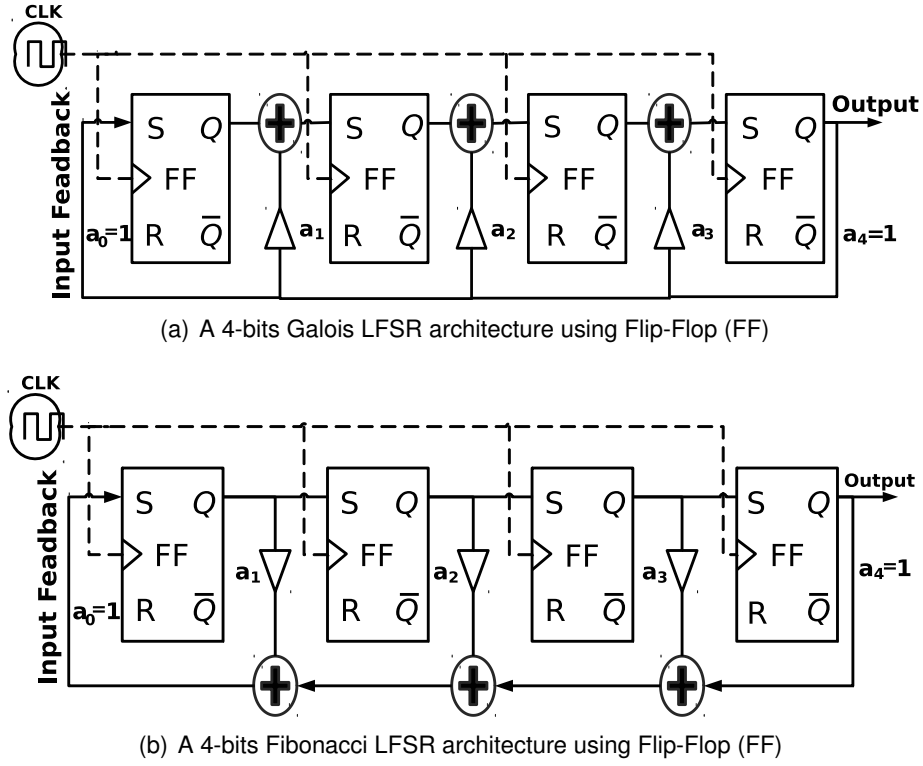 CLK
Input Feadback
Output
S Q S Q S Q S Q
FF FF FF FF
a₀=1 R Q̅ a₁ R Q̅ a₂ R Q̅ a₃ R Q̅ a₄=1
(a) A 4-bits Galois LFSR architecture using Flip-Flop (FF)
CLK
Input Feadback
Output
S Q S Q S Q S Q
FF FF FF FF
a₁ a₂ a₃ a₄=1
a₀=1 R Q̅ R Q̅ R Q̅ R Q̅
(b) A 4-bits Fibonacci LFSR architecture using Flip-Flop (FF)